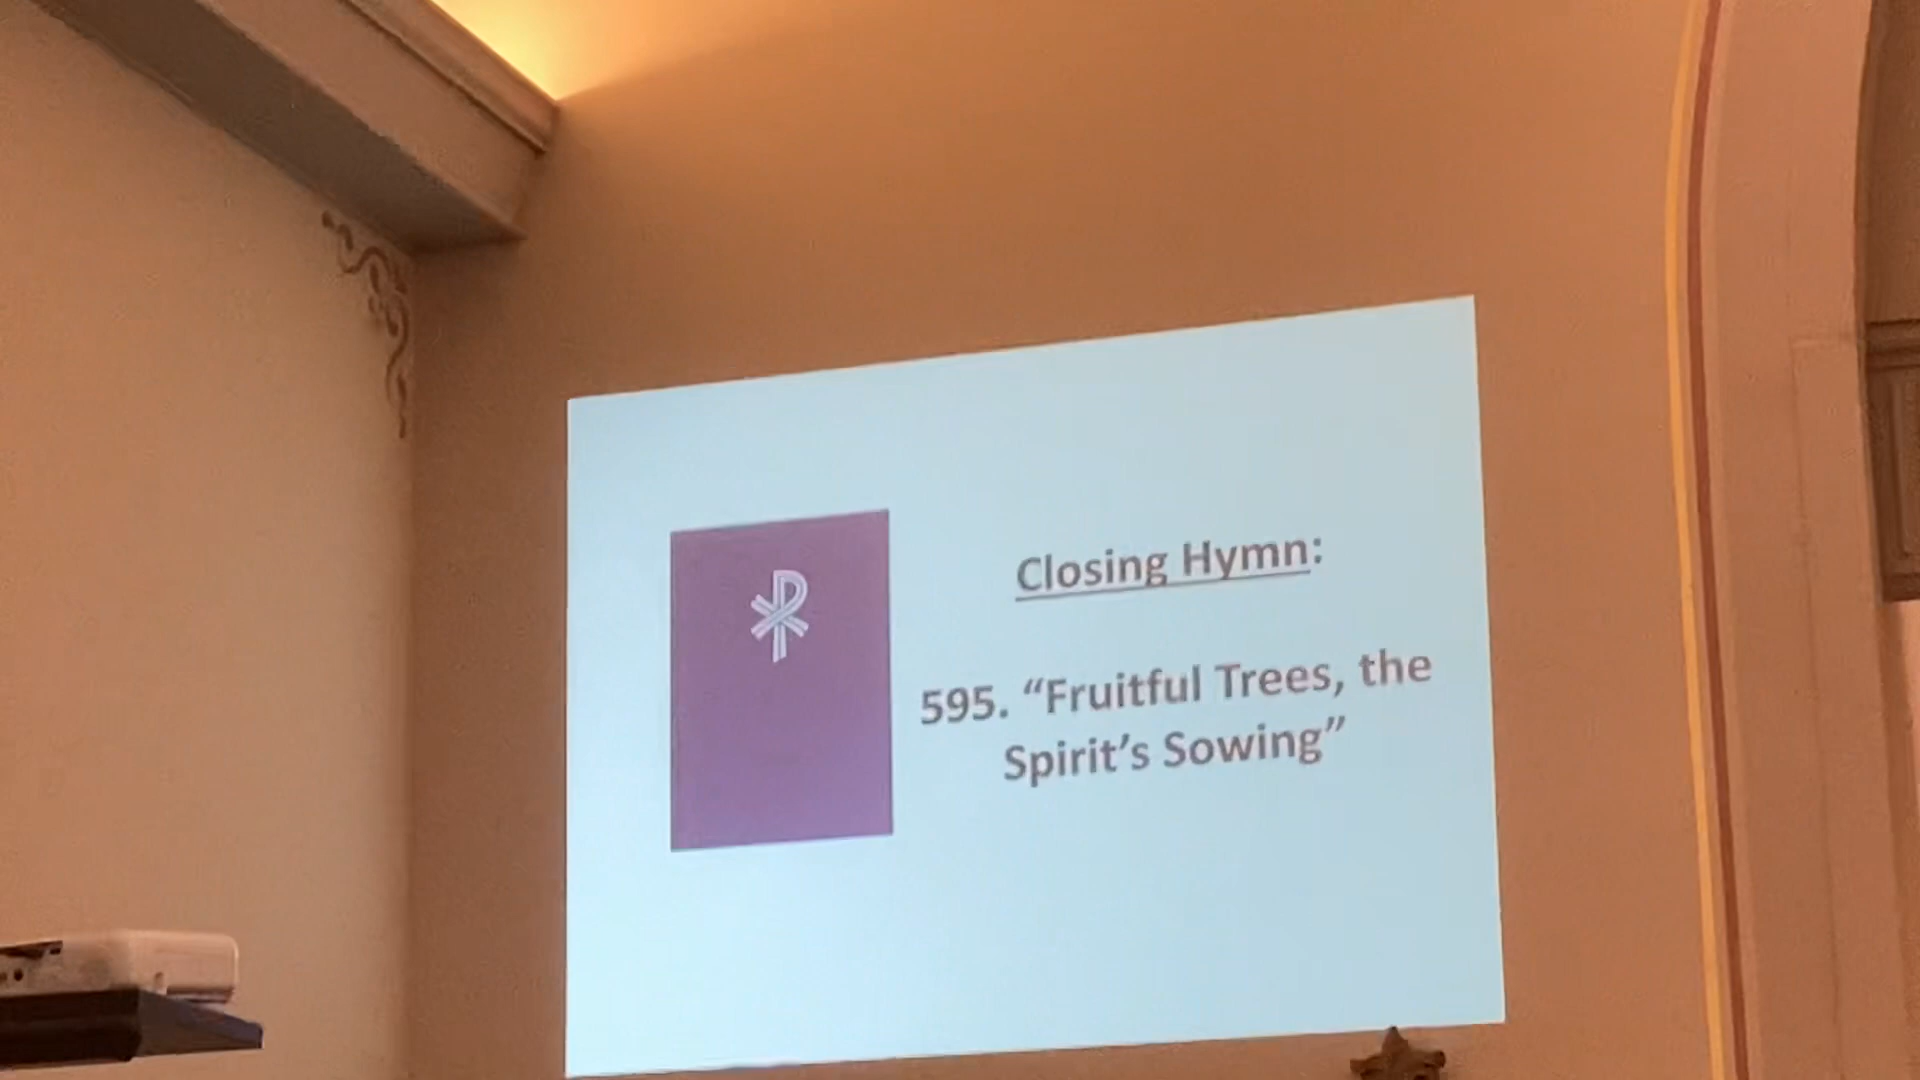 Closing Hymn:
595. “Fruitful Trees, the
Spirit’s Sowing”